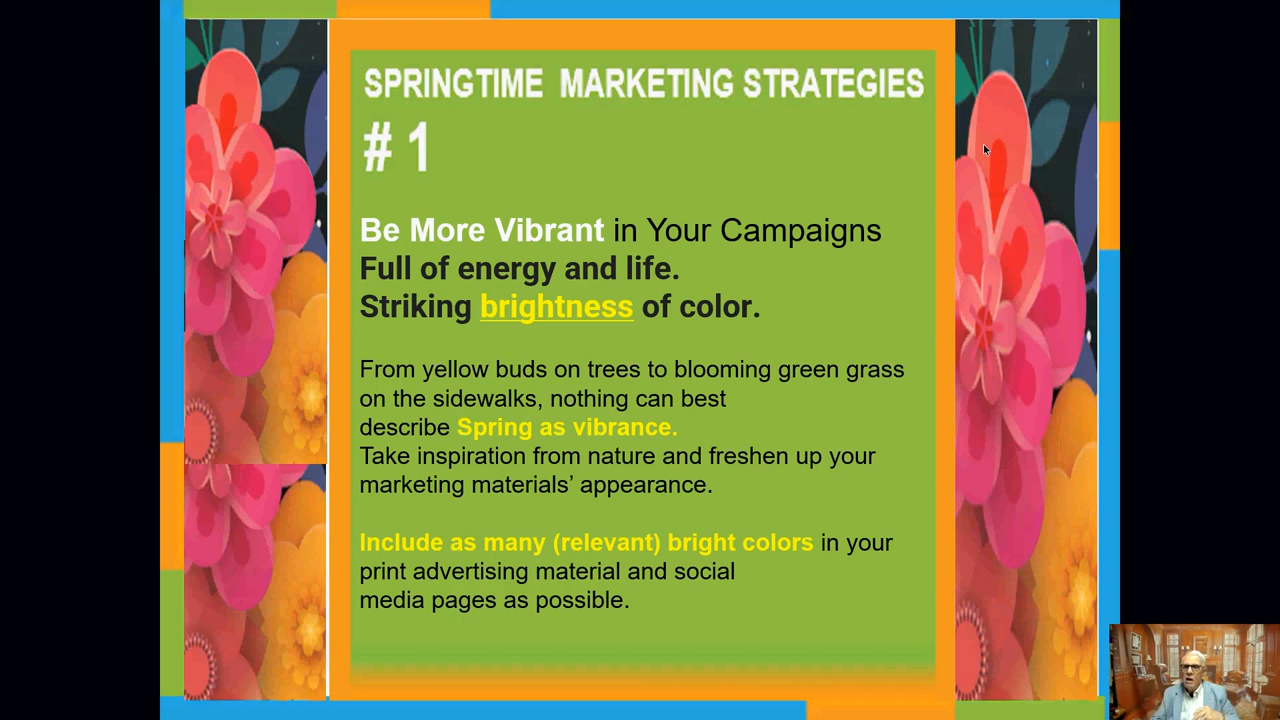 SPRINGTIME MARKETING STRATEGIES
# 1
Be More Vibrant in Your Campaigns
Full of energy and life.
Striking brightness of color.
From yellow buds on trees to blooming green grass
on the sidewalks, nothing can best
describe Spring as vibrance.
Take inspiration from nature and freshen up your
marketing materials’ appearance.
Include as many (relevant) bright colors in your
print advertising material and social
media pages as possible.